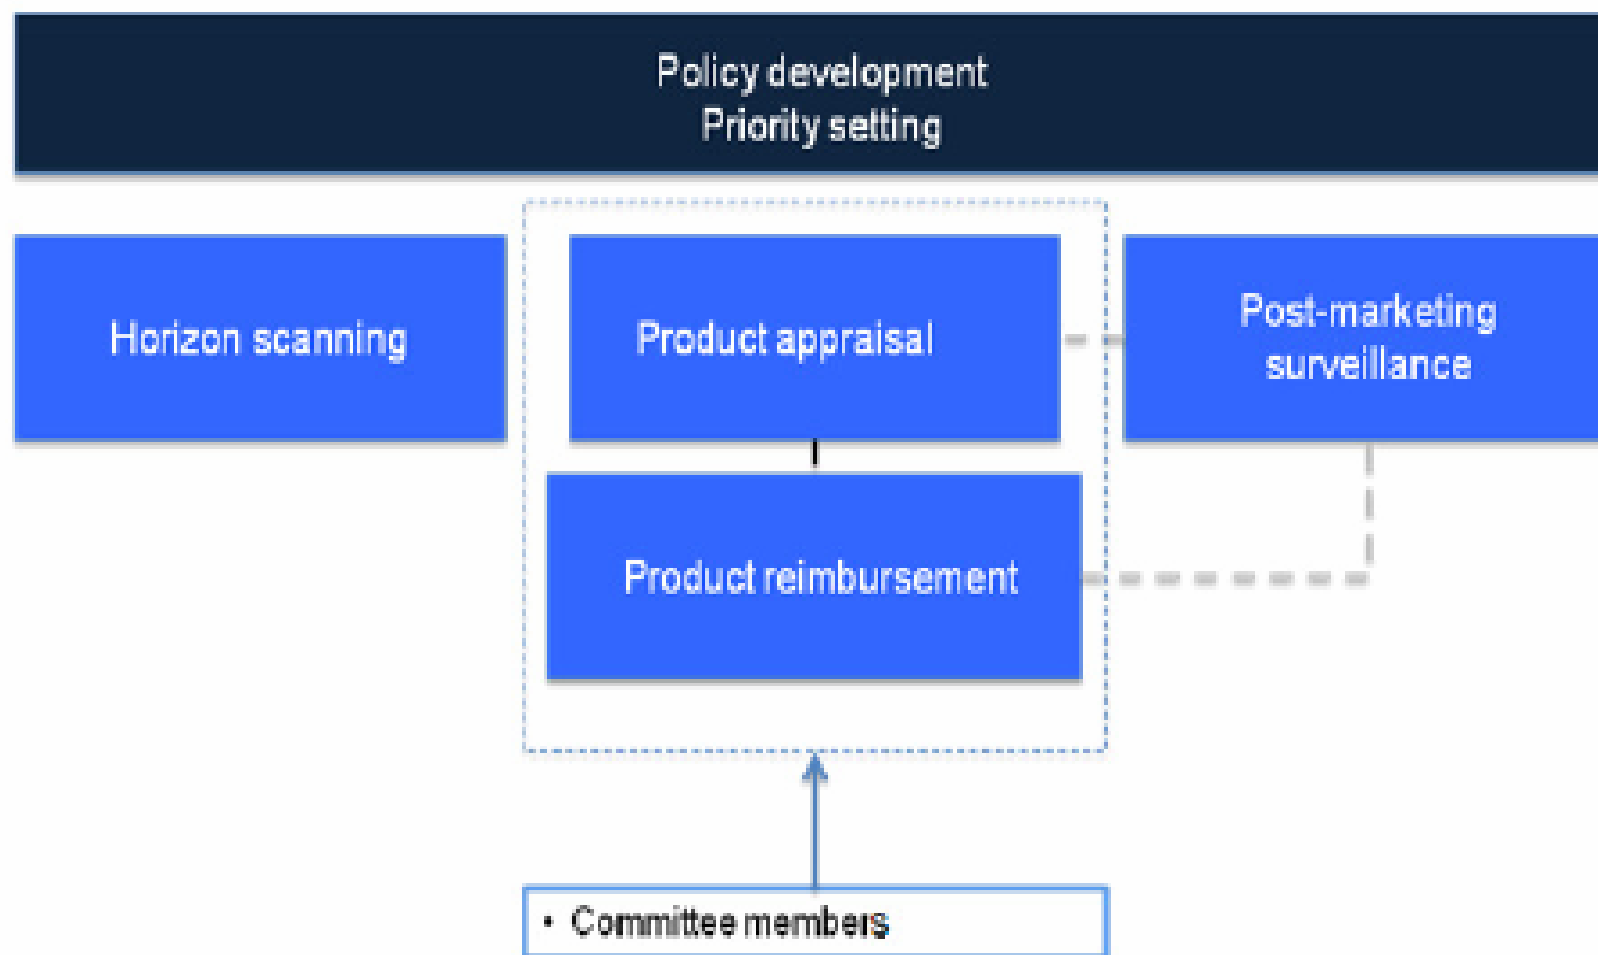 Policy development
Priority setting
Horizon scanning
Product appraisal
Post-marketing
surveillance
Product reimbursement
• Committee members